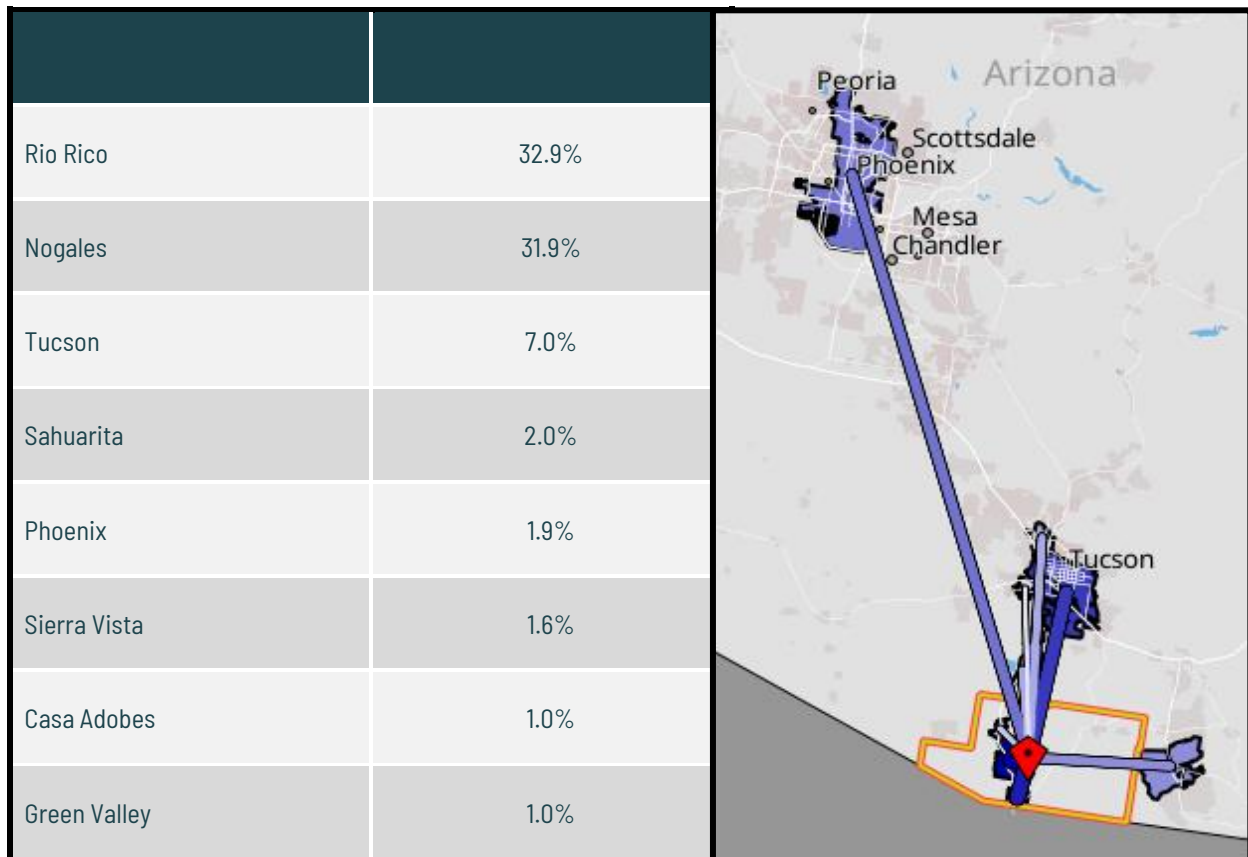 Rio Rico 32.9%
Nogales 31.9%
Tucson 7.0%
Sahuarita 2.0%
Phoenix 1.9%
Sierra Vista 1.6%
Casa Adobes 1.0%
Green Valley 1.0%
Arizona
Peoria
Scottsdale
Phoenix
Mesa
Chandler
Tucson